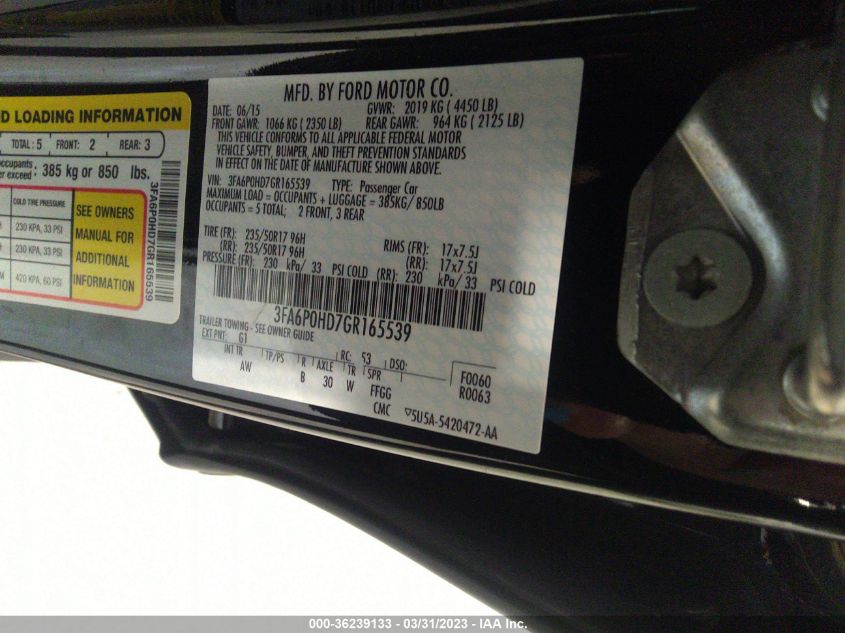 D LOADING INFORMATION
TOTAL: 5 FRONT: 2 REAR: 3
occupants
er exceed : 385 kg or 850 lbs.
COLD TIRE PRESSURE
230 KPA, 33 PSI
230 KPA, 33 PSI
420 KPA, 60 PSI
SEE OWNERS
MANUAL FOR
ADDITIONAL
INFORMATION
3FA6P0HD7GR165539
MFD. BY FORD MOTOR CO.
DATE: 06/15 GVWR: 2019 KG ( 4450 LB)
FRONT GAWR: 1066 KG ( 2350 LB) REAR GAWR: 964 KG ( 2125 LB)
THIS VEHICLE CONFORMS TO ALL APPLICABLE FEDERAL MOTOR
VEHICLE SAFETY, BUMPER, AND THEFT PREVENTION STANDARDS
IN EFFECT ON THE DATE OF MANUFACTURE SHOWN ABOVE.
VIN: 3FA6P0HD7GR165539 TYPE: Passenger Car
MAXIMUM LOAD = OCCUPANTS + LUGGAGE = 385KG/ 850LB
OCCUPANTS = 5 TOTAL; 2 FRONT, 3 REAR
TIRE (FR): 235/50R17 96H RIMS (FR): 17x7.5J
(RR): 235/50R17 96H (RR): 17x7.5J
PRESSURE (FR): 230 kPa/ 33 PSI COLD (RR): 230 kPa/ 33 PSI COLD
3FA6P0HD7GR165539
TRAILER TOWING - SEE OWNER GUIDE
EXT PNT: G1 RC: 53 DSO:
INT TR TP/PS R AXLE TR SPR F0060
AW B 30 W FFGG R0063
CMC ▽5U5A-5420472-AA
000-36239133 - 03/31/2023 - IAA Inc.